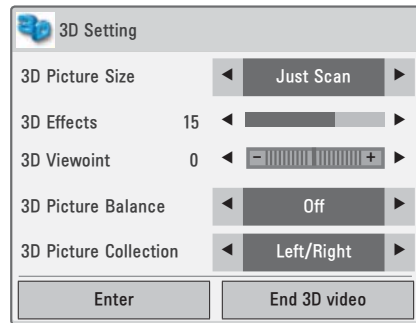 3D Setting
3D Picture Size Just Scan
3D Effects 15
3D Viewoint 0 - +
3D Picture Balance Off
3D Picture Collection Left/Right
Enter End 3D video